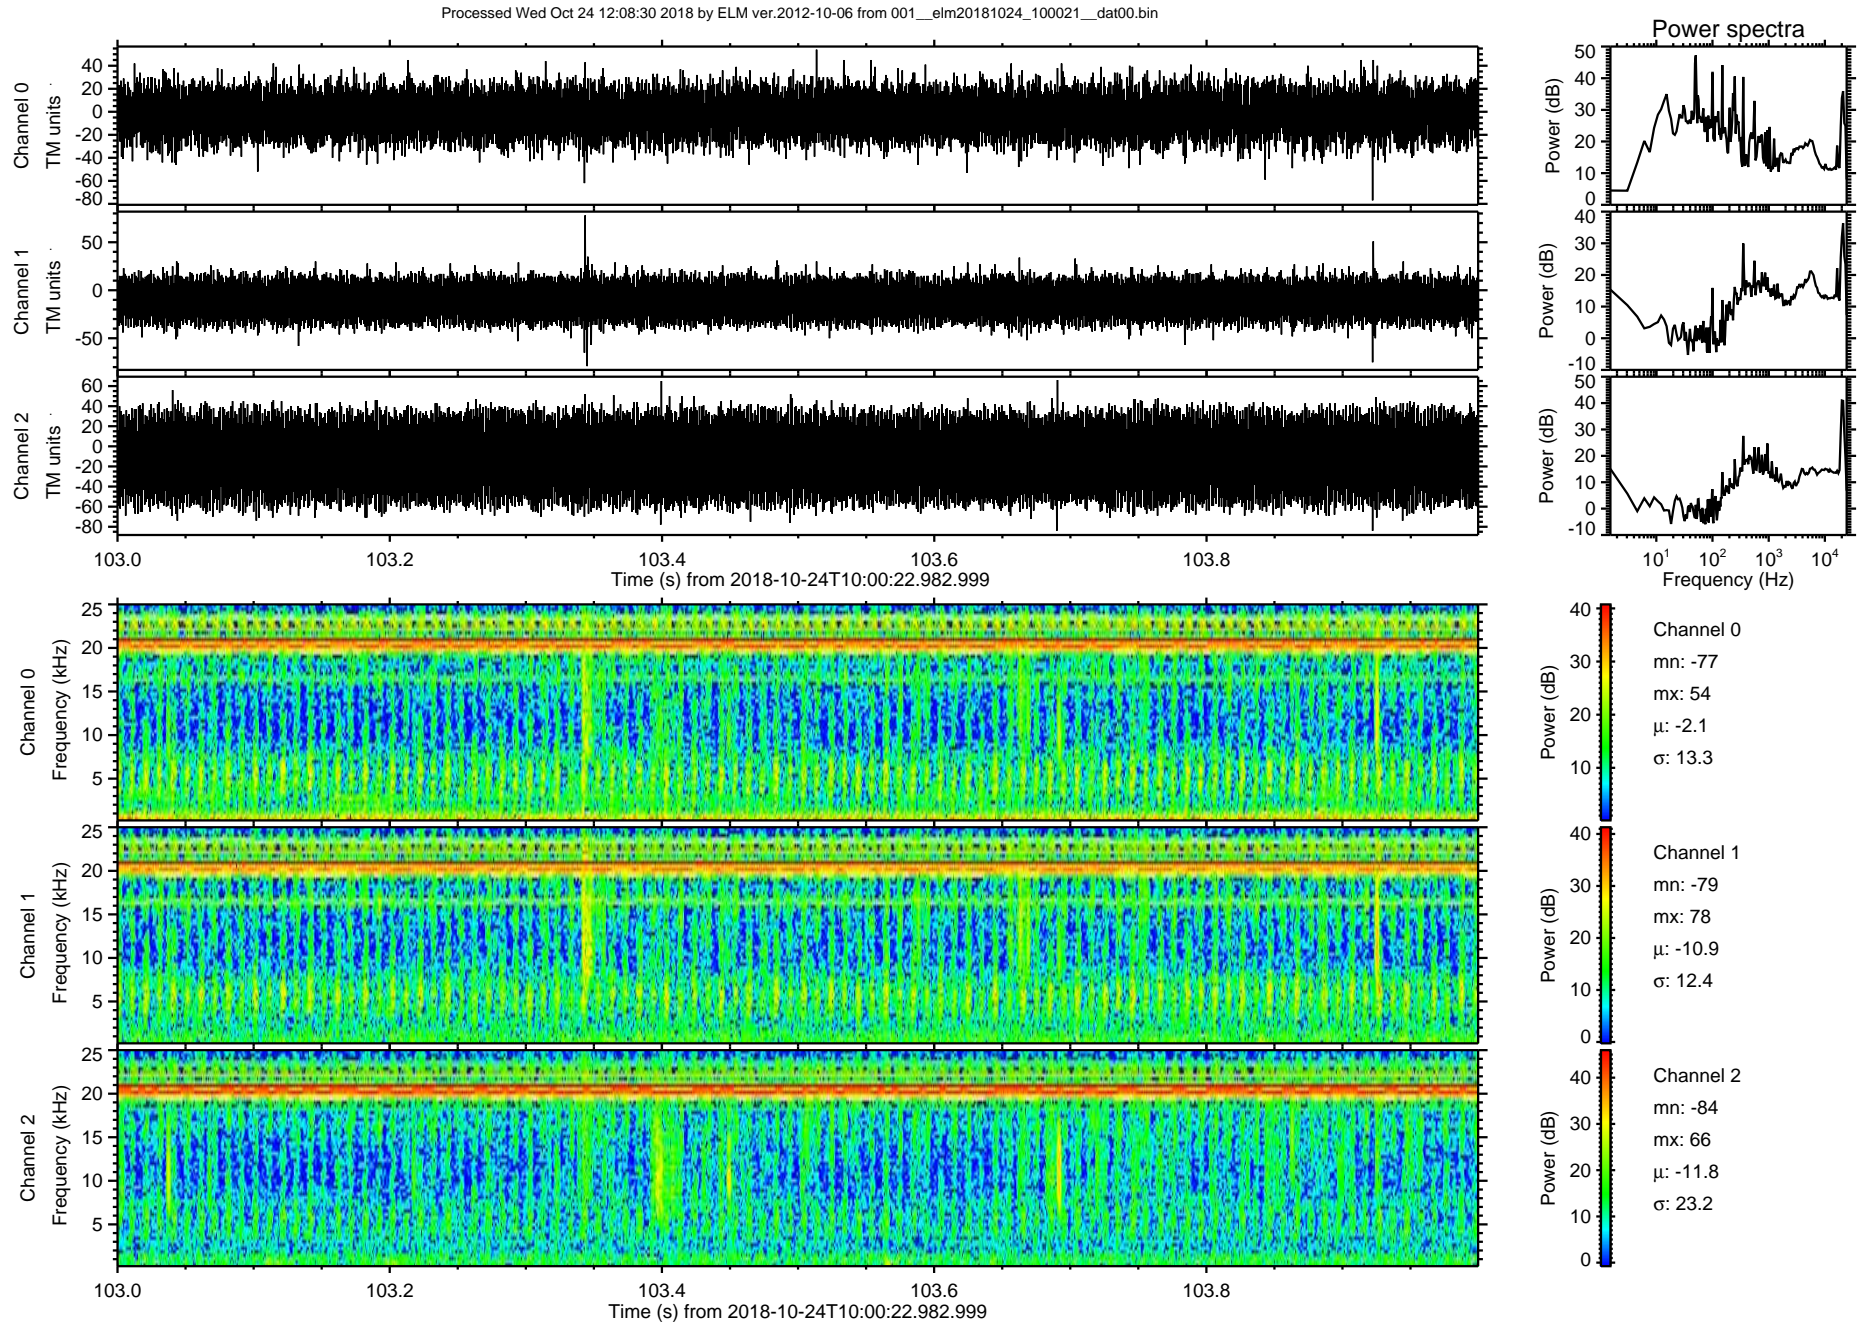 Processed Wed Oct 24 12:08:30 2018 by ELM ver.2012-10-06 from 001__elm20181024_100021__dat00.bin
Power spectra
Channel 0
TM units
40
20
0
-20
-40
-60
-80
Power (dB)
50
40
30
20
10
0
Channel 1
TM units
50
0
-50
Power (dB)
40
30
20
10
0
-10
Channel 2
TM units
60
40
20
0
-20
-40
-60
-80
Power (dB)
50
40
30
20
10
0
-10
103.0 103.2 103.4 103.6 103.8
Time (s) from 2018-10-24T10:00:22.982.999
10¹ 10² 10³ 10⁴
Frequency (Hz)
Channel 0
Frequency (kHz)
25
20
15
10
5
Power (dB)
40
30
20
10
Channel 0
mn: -77
mx: 54
µ: -2.1
σ: 13.3
Channel 1
Frequency (kHz)
25
20
15
10
5
Power (dB)
40
30
20
10
0
Channel 1
mn: -79
mx: 78
µ: -10.9
σ: 12.4
Channel 2
Frequency (kHz)
25
20
15
10
5
Power (dB)
40
30
20
10
0
Channel 2
mn: -84
mx: 66
µ: -11.8
σ: 23.2
103.0 103.2 103.4 103.6 103.8
Time (s) from 2018-10-24T10:00:22.982.999